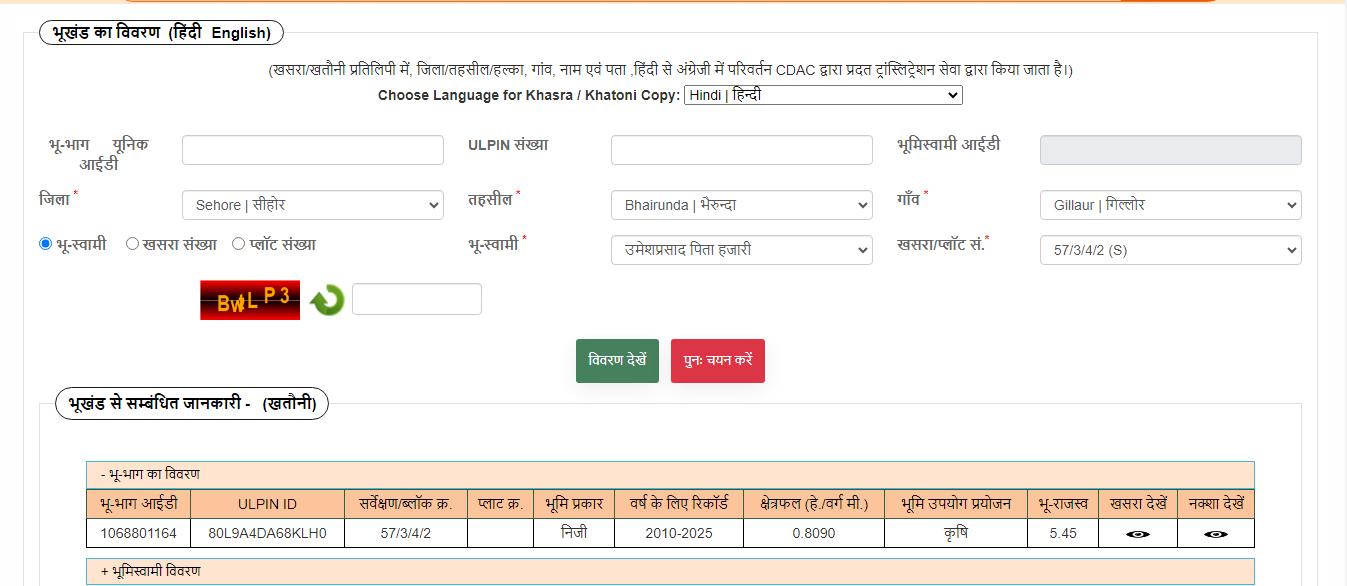 भूखंड का विवरण (हिंदी English)
(खसरा/खतौनी प्रतिलिपी में, जिला/तहसील/हल्का, गांव, नाम एवं पता ,हिंदी से अंग्रेजी में परिवर्तन CDAC द्वारा प्रदत ट्रांस्लिट्रेशन सेवा द्वारा किया जाता है।)
Choose Language for Khasra / Khatoni Copy: Hindi | हिन्दी
भू-भाग यूनिक आईडी ULPIN संख्या भूमिस्वामी आईडी
जिला * Sehore | सीहोर तहसील * Bhairunda | भैरुन्दा गाँव * Gillaur | गिल्लोर
भू-स्वामी खसरा संख्या प्लॉट संख्या भू-स्वामी * उमेशप्रसाद पिता हजारी खसरा/प्लॉट सं.* 57/3/4/2 (S)
BwLP3
विवरण देखें पुनः चयन करें
भूखंड से सम्बंधित जानकारी - (खतौनी)
- भू-भाग का विवरण
भू-भाग आईडी ULPIN ID सर्वेक्षण/ब्लॉक क्र. प्लाट क्र. भूमि प्रकार वर्ष के लिए रिकॉर्ड क्षेत्रफल (हे./वर्ग मी.) भूमि उपयोग प्रयोजन भू-राजस्व खसरा देखें नक्शा देखें
1068801164 80L9A4DA68KLH0 57/3/4/2 निजी 2010-2025 0.8090 कृषि 5.45
+ भूमिस्वामी विवरण